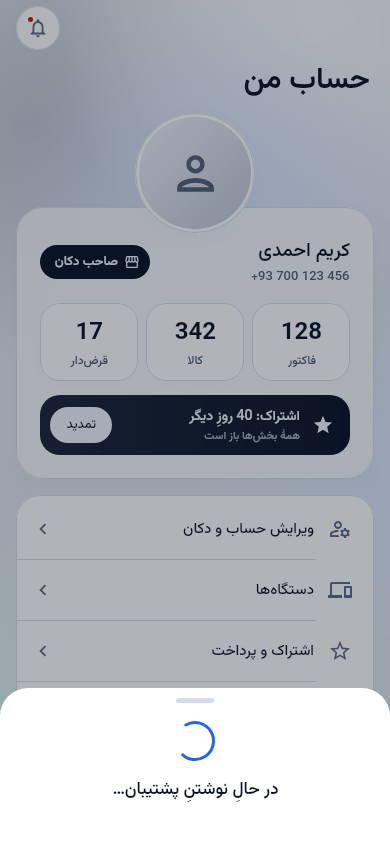 حساب من
کریم احمدی
+93 700 123 456
صاحب دکان
128
فاکتور
342
کالا
17
قرض‌دار
اشتراک: 40 روزِ دیگر
همهٔ بخش‌ها باز است
تمدید
ویرایش حساب و دکان
دستگاه‌ها
اشتراک و پرداخت
در حالِ نوشتنِ پشتیبان…